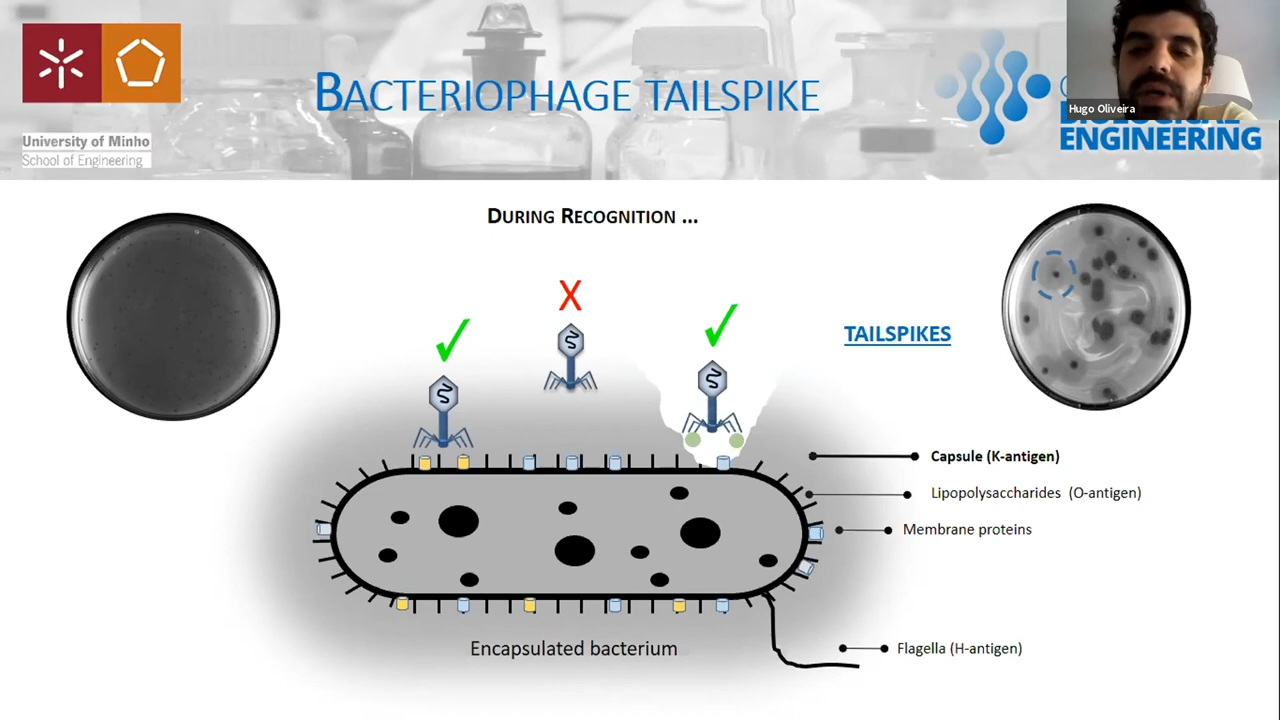 BACTERIOPHAGE TAILSPIKE
University of Minho
School of Engineering
Hugo Oliveira
ENGINEERING
DURING RECOGNITION ...
X
TAILSPIKES
Capsule (K-antigen)
Lipopolysaccharides (O-antigen)
Membrane proteins
Encapsulated bacterium
Flagella (H-antigen)